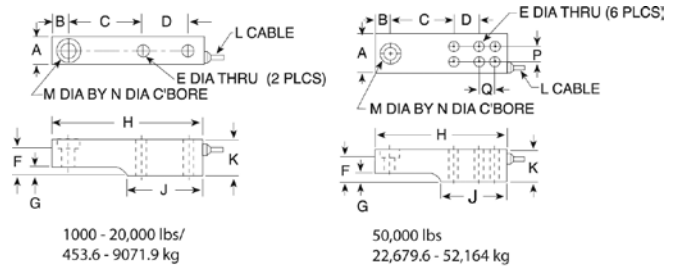 B C D
A
L CABLE
E DIA THRU (2 PLCS)
M DIA BY N DIA C'BORE
H
F
G
J
K
1000 - 20,000 lbs/
453.6 - 9071.9 kg
B C D
E DIA THRU (6 PLCS)
A
P
L CABLE
Q
M DIA BY N DIA C'BORE
H
F
G
J
K
50,000 lbs
22,679.6 - 52,164 kg